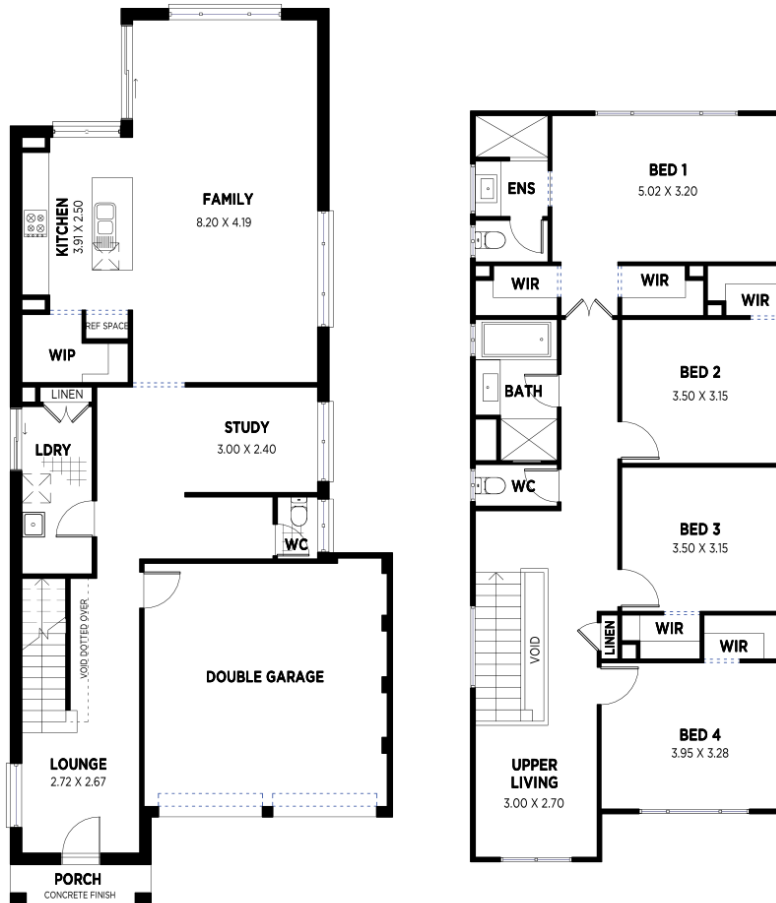 FAMILY
8.20 X 4.19
KITCHEN
3.91 X 2.50
REF SPACE
WIP
LINEN
LDRY
STUDY
3.00 X 2.40
WC
VOID DOTTED OVER
DOUBLE GARAGE
LOUNGE
2.72 X 2.67
PORCH
CONCRETE FINISH
BED 1
5.02 X 3.20
ENS
WIR
WIR
WIR
BATH
BED 2
3.50 X 3.15
WC
BED 3
3.50 X 3.15
VOID
LINEN
WIR
WIR
BED 4
3.95 X 3.28
UPPER
LIVING
3.00 X 2.70